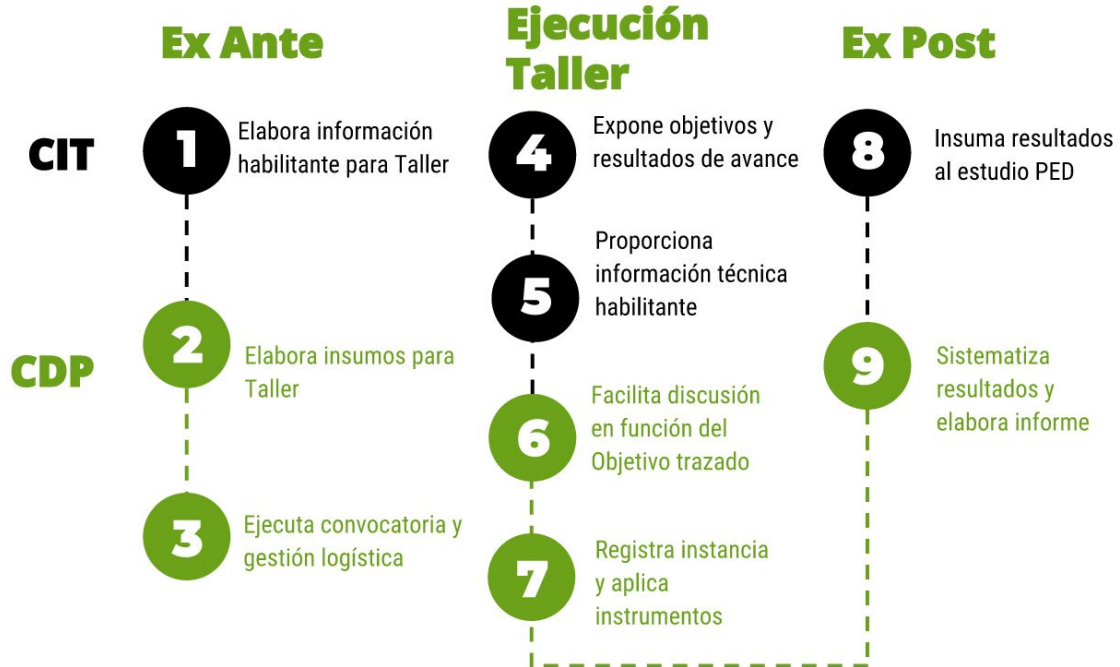 Ex Ante
Ejecución
Taller
Ex Post
CIT
CDP
1
Elabora información
habilitante para Taller
2
Elabora insumos para
Taller
3
Ejecuta convocatoria y
gestión logística
4
Expone objetivos y
resultados de avance
5
Proporciona
información técnica
habilitante
6
Facilita discusión
en función del
Objetivo trazado
7
Registra instancia
y aplica
instrumentos
8
Insuma resultados
al estudio PED
9
Sistematiza
resultados y
elabora informe